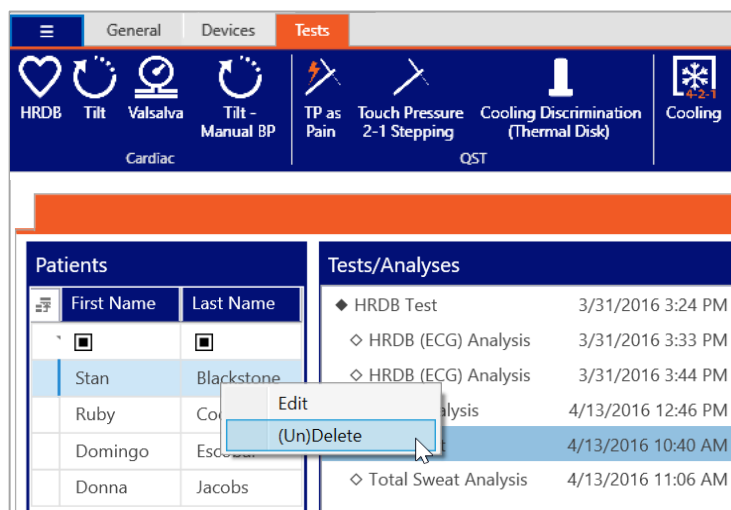 General Devices Tests
HRDB Tilt Valsalva Tilt - Manual BP TP as Pain Touch Pressure 2-1 Stepping Cooling Discrimination (Thermal Disk) 4-2-1 Cooling
Cardiac QST
Patients
First Name Last Name
Stan Blackstone
Ruby
Domingo Escobar
Donna Jacobs
Edit
(Un)Delete
Tests/Analyses
HRDB Test 3/31/2016 3:24 PM
HRDB (ECG) Analysis 3/31/2016 3:33 PM
HRDB (ECG) Analysis 3/31/2016 3:44 PM
4/13/2016 12:46 PM
4/13/2016 10:40 AM
Total Sweat Analysis 4/13/2016 11:06 AM